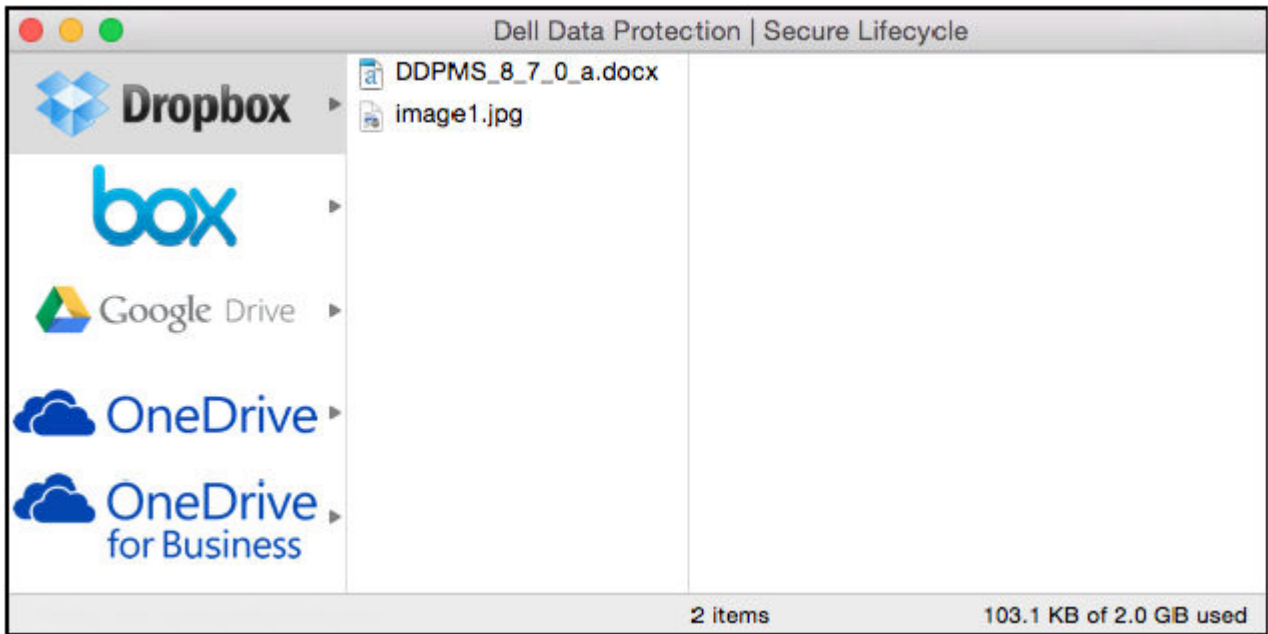 Dell Data Protection | Secure Lifecycle
Dropbox
box
Google Drive
OneDrive
OneDrive
for Business
DDPMS_8_7_0_a.docx
image1.jpg
2 items
103.1 KB of 2.0 GB used